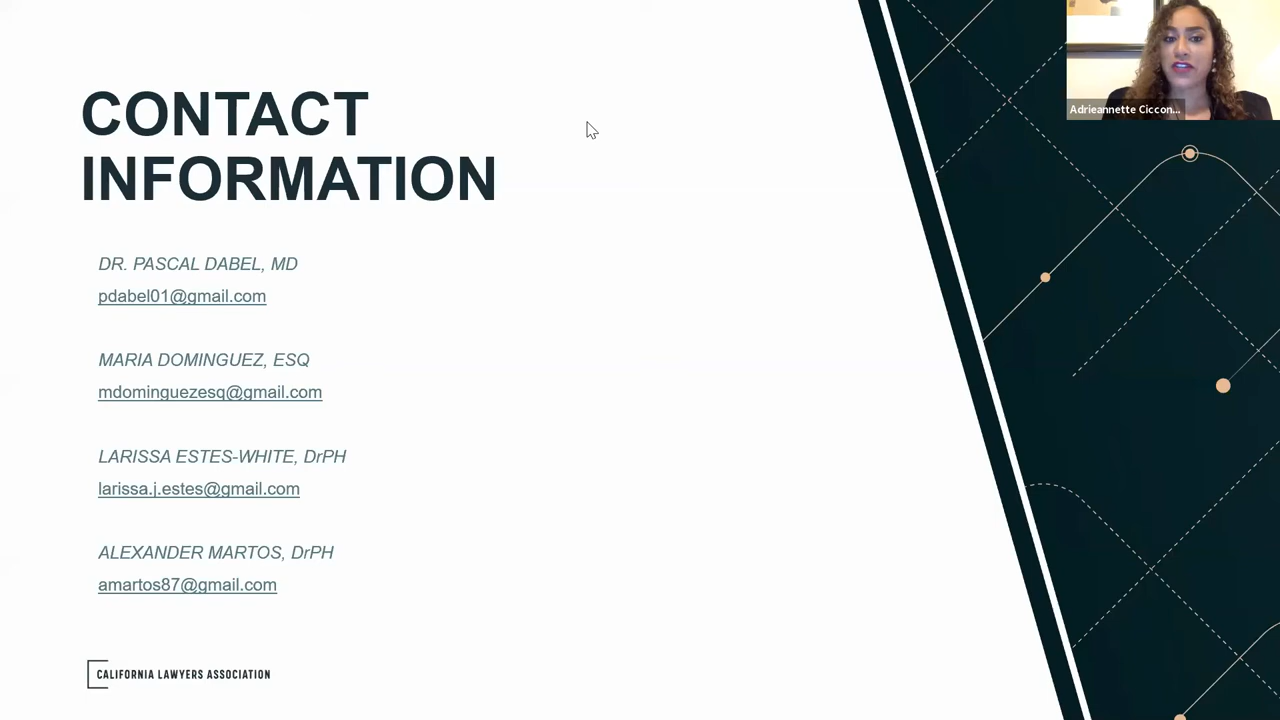 CONTACT
INFORMATION
DR. PASCAL DABEL, MD
pdabel01@gmail.com
MARIA DOMINGUEZ, ESQ
mdominguezesq@gmail.com
LARISSA ESTES-WHITE, DrPH
larissa.j.estes@gmail.com
ALEXANDER MARTOS, DrPH
amartos87@gmail.com
CALIFORNIA LAWYERS ASSOCIATION
Adrieannette Ciccon...